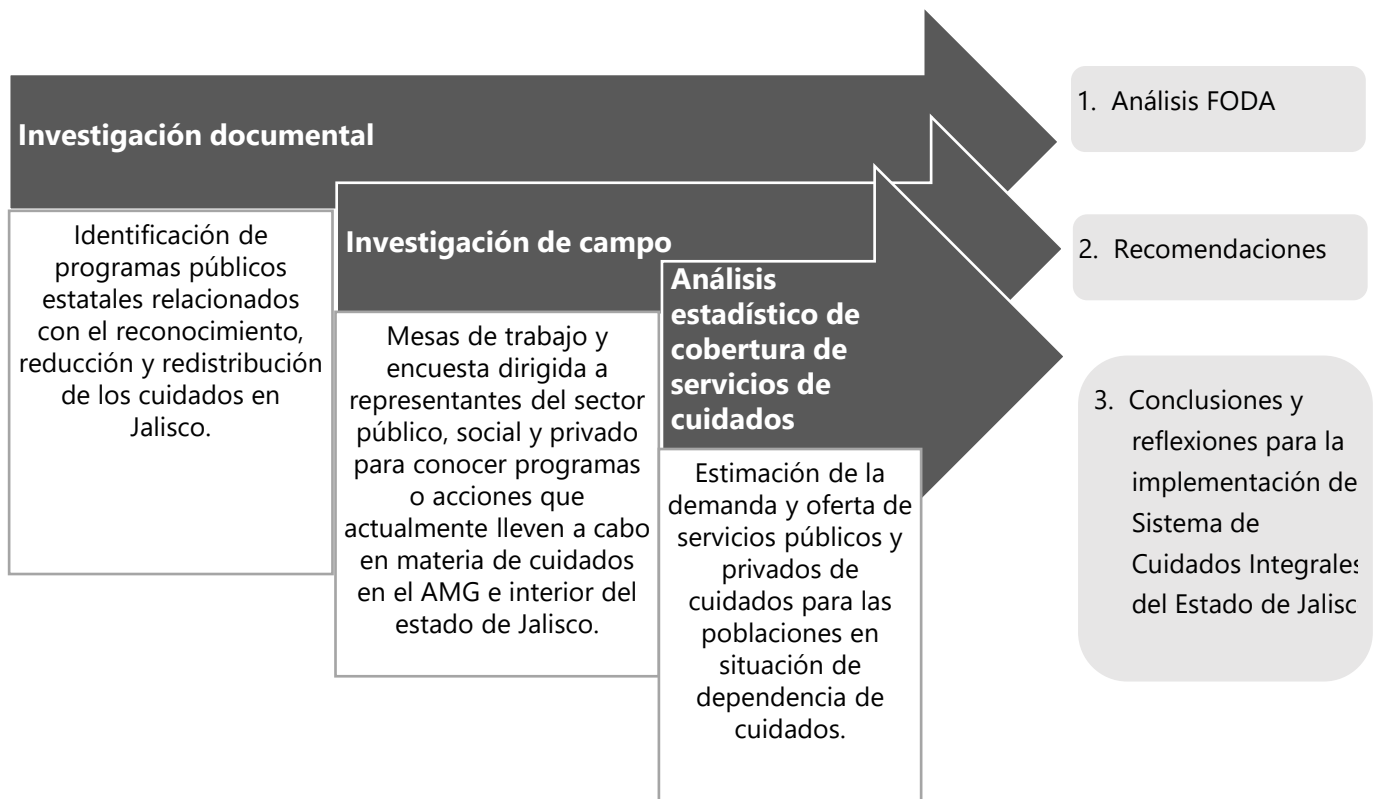 Investigación documental
Identificación de
programas públicos
estatales relacionados
con el reconocimiento,
reducción y redistribución
de los cuidados en
Jalisco.
Investigación de campo
Mesas de trabajo y
encuesta dirigida a
representantes del sector
público, social y privado
para conocer programas
o acciones que
actualmente lleven a cabo
en materia de cuidados
en el AMG e interior del
estado de Jalisco.
Análisis
estadístico de
cobertura de
servicios de
cuidados
Estimación de la
demanda y oferta de
servicios públicos y
privados de
cuidados para las
poblaciones en
situación de
dependencia de
cuidados.
1. Análisis FODA
2. Recomendaciones
3. Conclusiones y
reflexiones para la
implementación de
Sistema de
Cuidados Integrales
del Estado de Jalisc